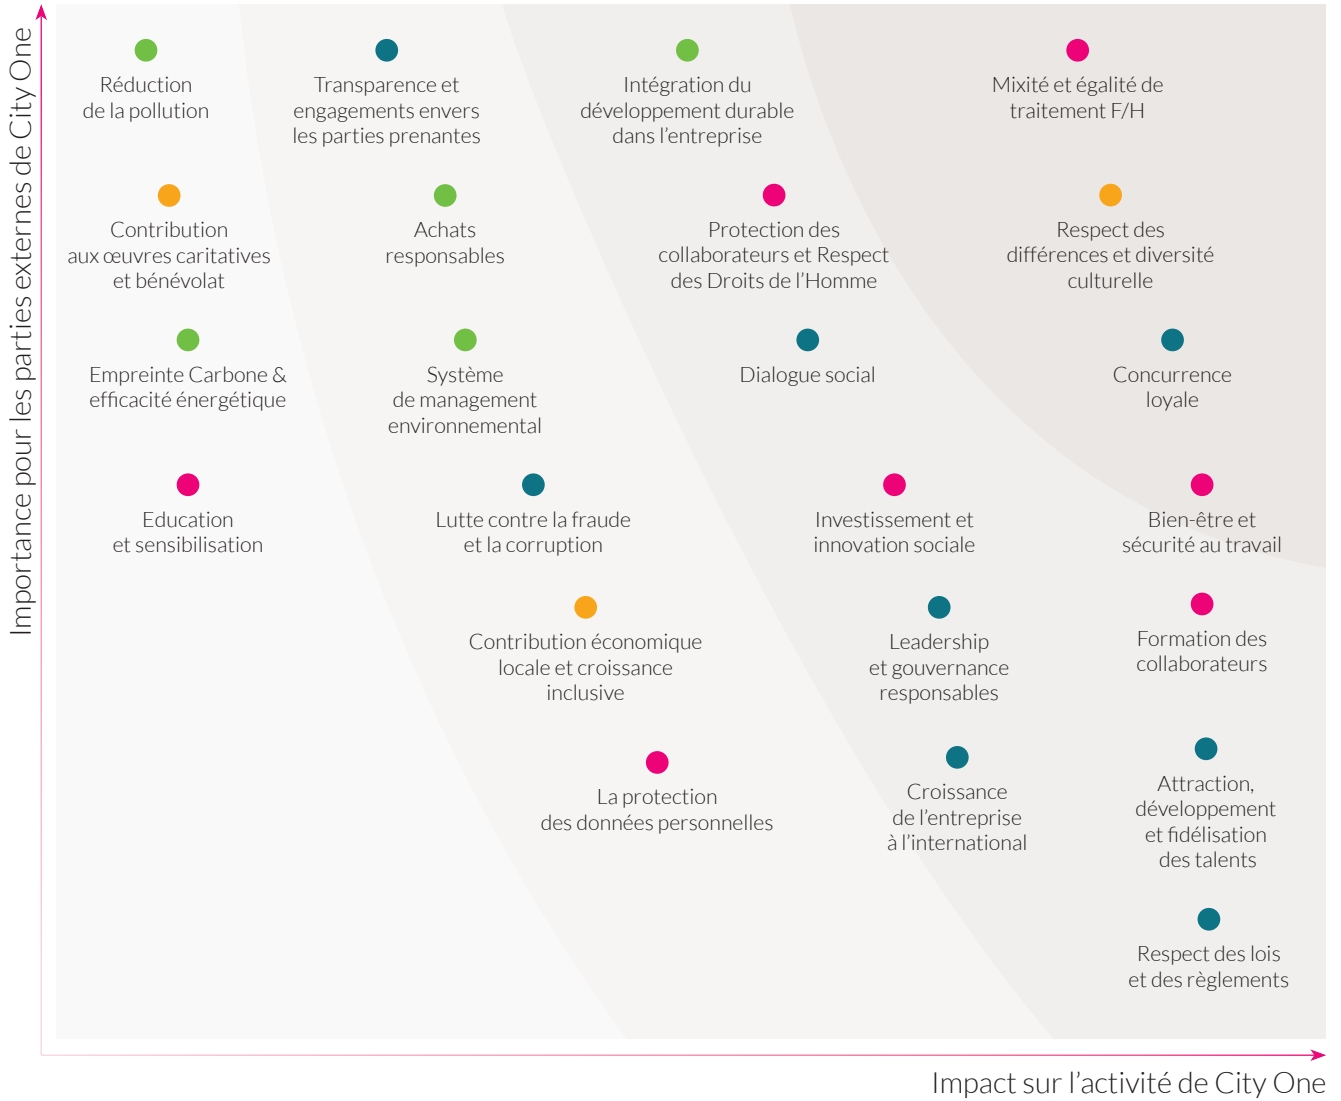 Importance pour les parties externes de City One
Réduction
de la pollution
Transparence et
engagements envers
les parties prenantes
Intégration du
développement durable
dans l’entreprise
Mixité et égalité de
traitement F/H
Contribution
aux œuvres caritatives
et bénévolat
Achats
responsables
Protection des
collaborateurs et Respect
des Droits de l’Homme
Respect des
différences et diversité
culturelle
Empreinte Carbone &
efficacité énergétique
Système
de management
environnemental
Dialogue social
Concurrence
loyale
Education
et sensibilisation
Lutte contre la fraude
et la corruption
Investissement et
innovation sociale
Bien-être et
sécurité au travail
Contribution économique
locale et croissance
inclusive
Leadership
et gouvernance
responsables
Formation des
collaborateurs
La protection
des données personnelles
Croissance
de l’entreprise
à l’international
Attraction,
développement
et fidélisation
des talents
Respect des lois
et des règlements
Impact sur l’activité de City One